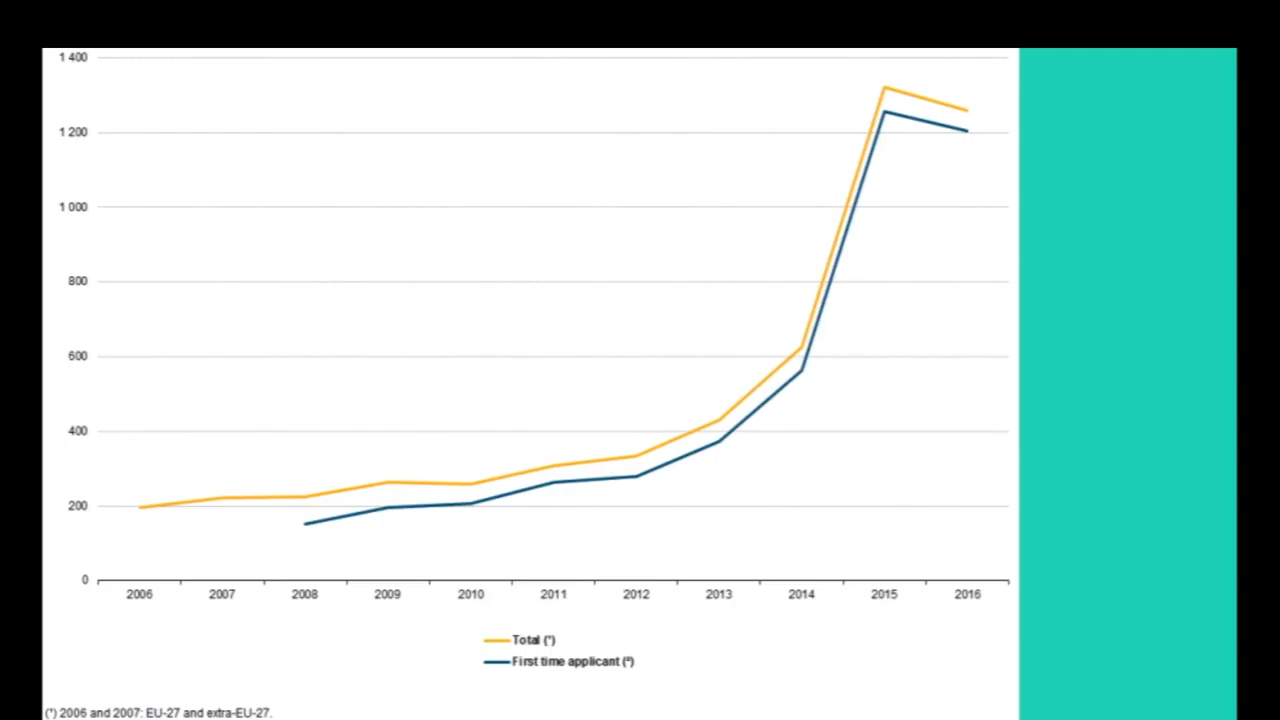 1 400
1 200
1 000
800
600
400
200
0
2006 2007 2008 2009 2010 2011 2012 2013 2014 2015 2016
Total (¹)
First time applicant (²)
(¹) 2006 and 2007: EU-27 and extra-EU-27.